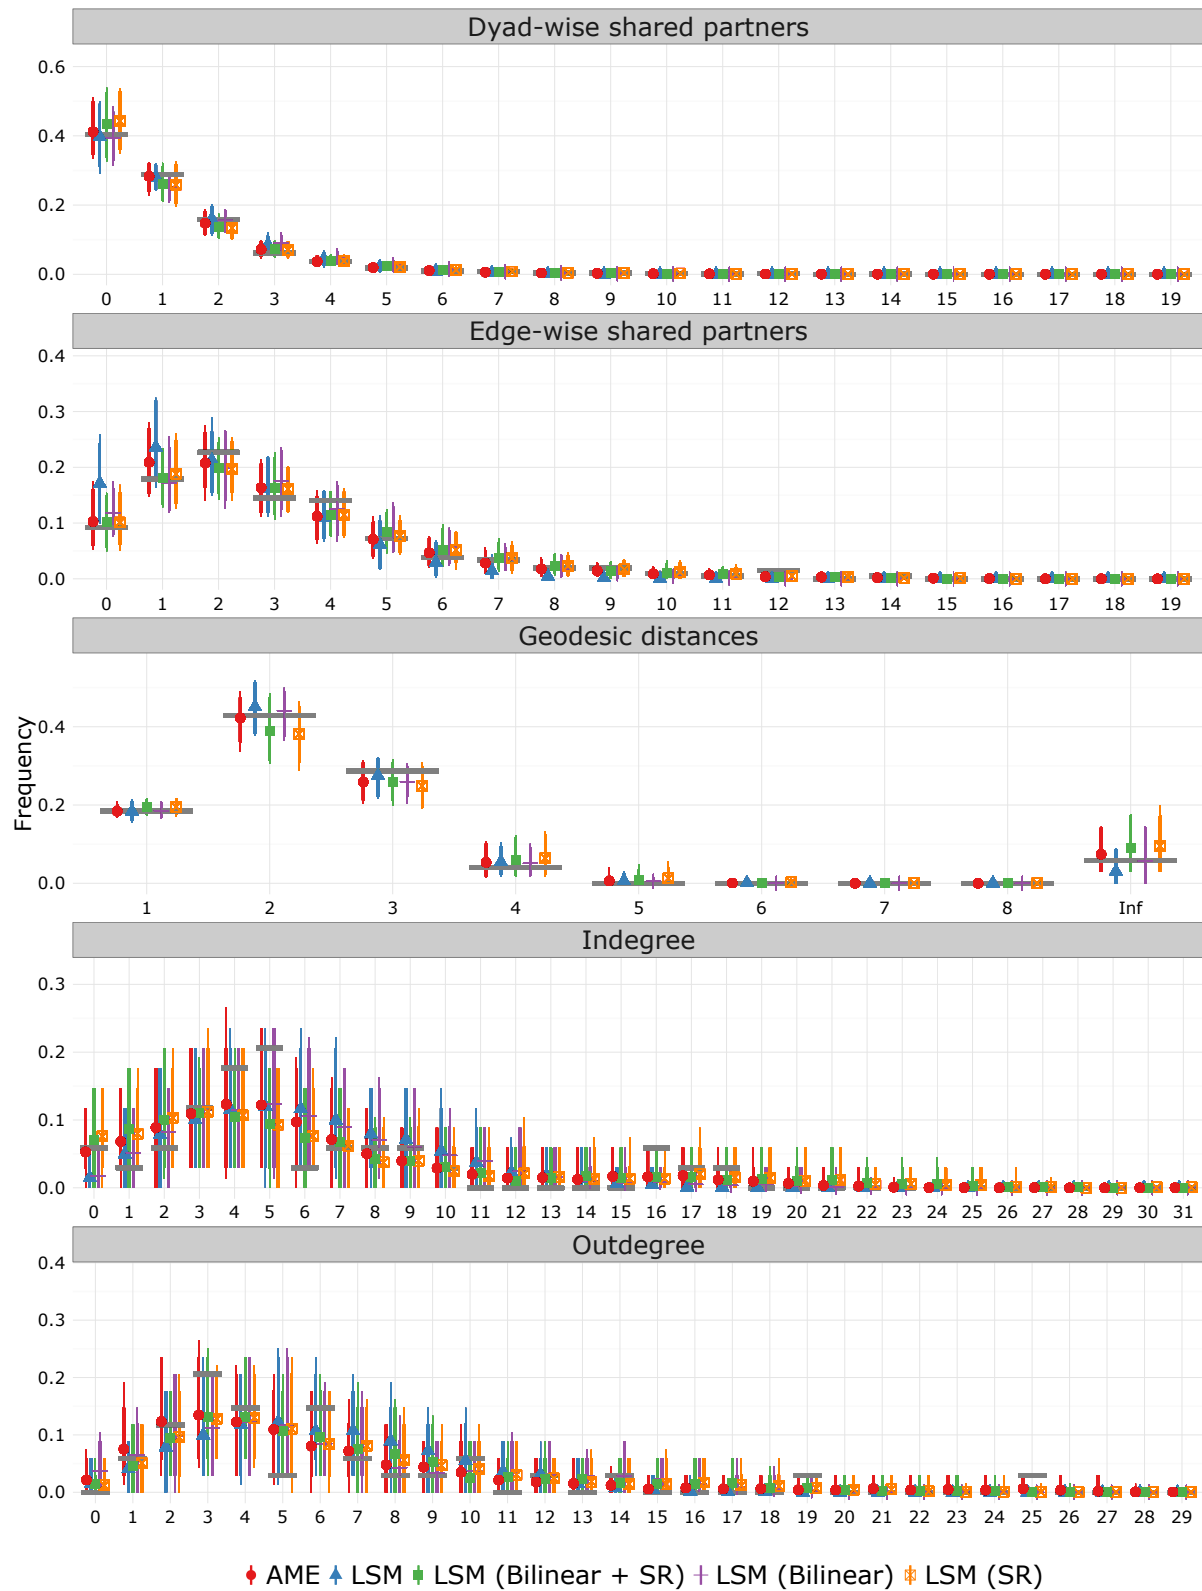 Dyad-wise shared partners
0.6
0.4
0.2
0.0
0 1 2 3 4 5 6 7 8 9 10 11 12 13 14 15 16 17 18 19
Edge-wise shared partners
0.4
0.3
0.2
0.1
0.0
0 1 2 3 4 5 6 7 8 9 10 11 12 13 14 15 16 17 18 19
Geodesic distances
Frequency
0.4
0.2
0.0
1 2 3 4 5 6 7 8 Inf
Indegree
0.3
0.2
0.1
0.0
0 1 2 3 4 5 6 7 8 9 10 11 12 13 14 15 16 17 18 19 20 21 22 23 24 25 26 27 28 29 30 31
Outdegree
0.4
0.3
0.2
0.1
0.0
0 1 2 3 4 5 6 7 8 9 10 11 12 13 14 15 16 17 18 19 20 21 22 23 24 25 26 27 28 29
AME LSM LSM (Bilinear + SR) LSM (Bilinear) LSM (SR)